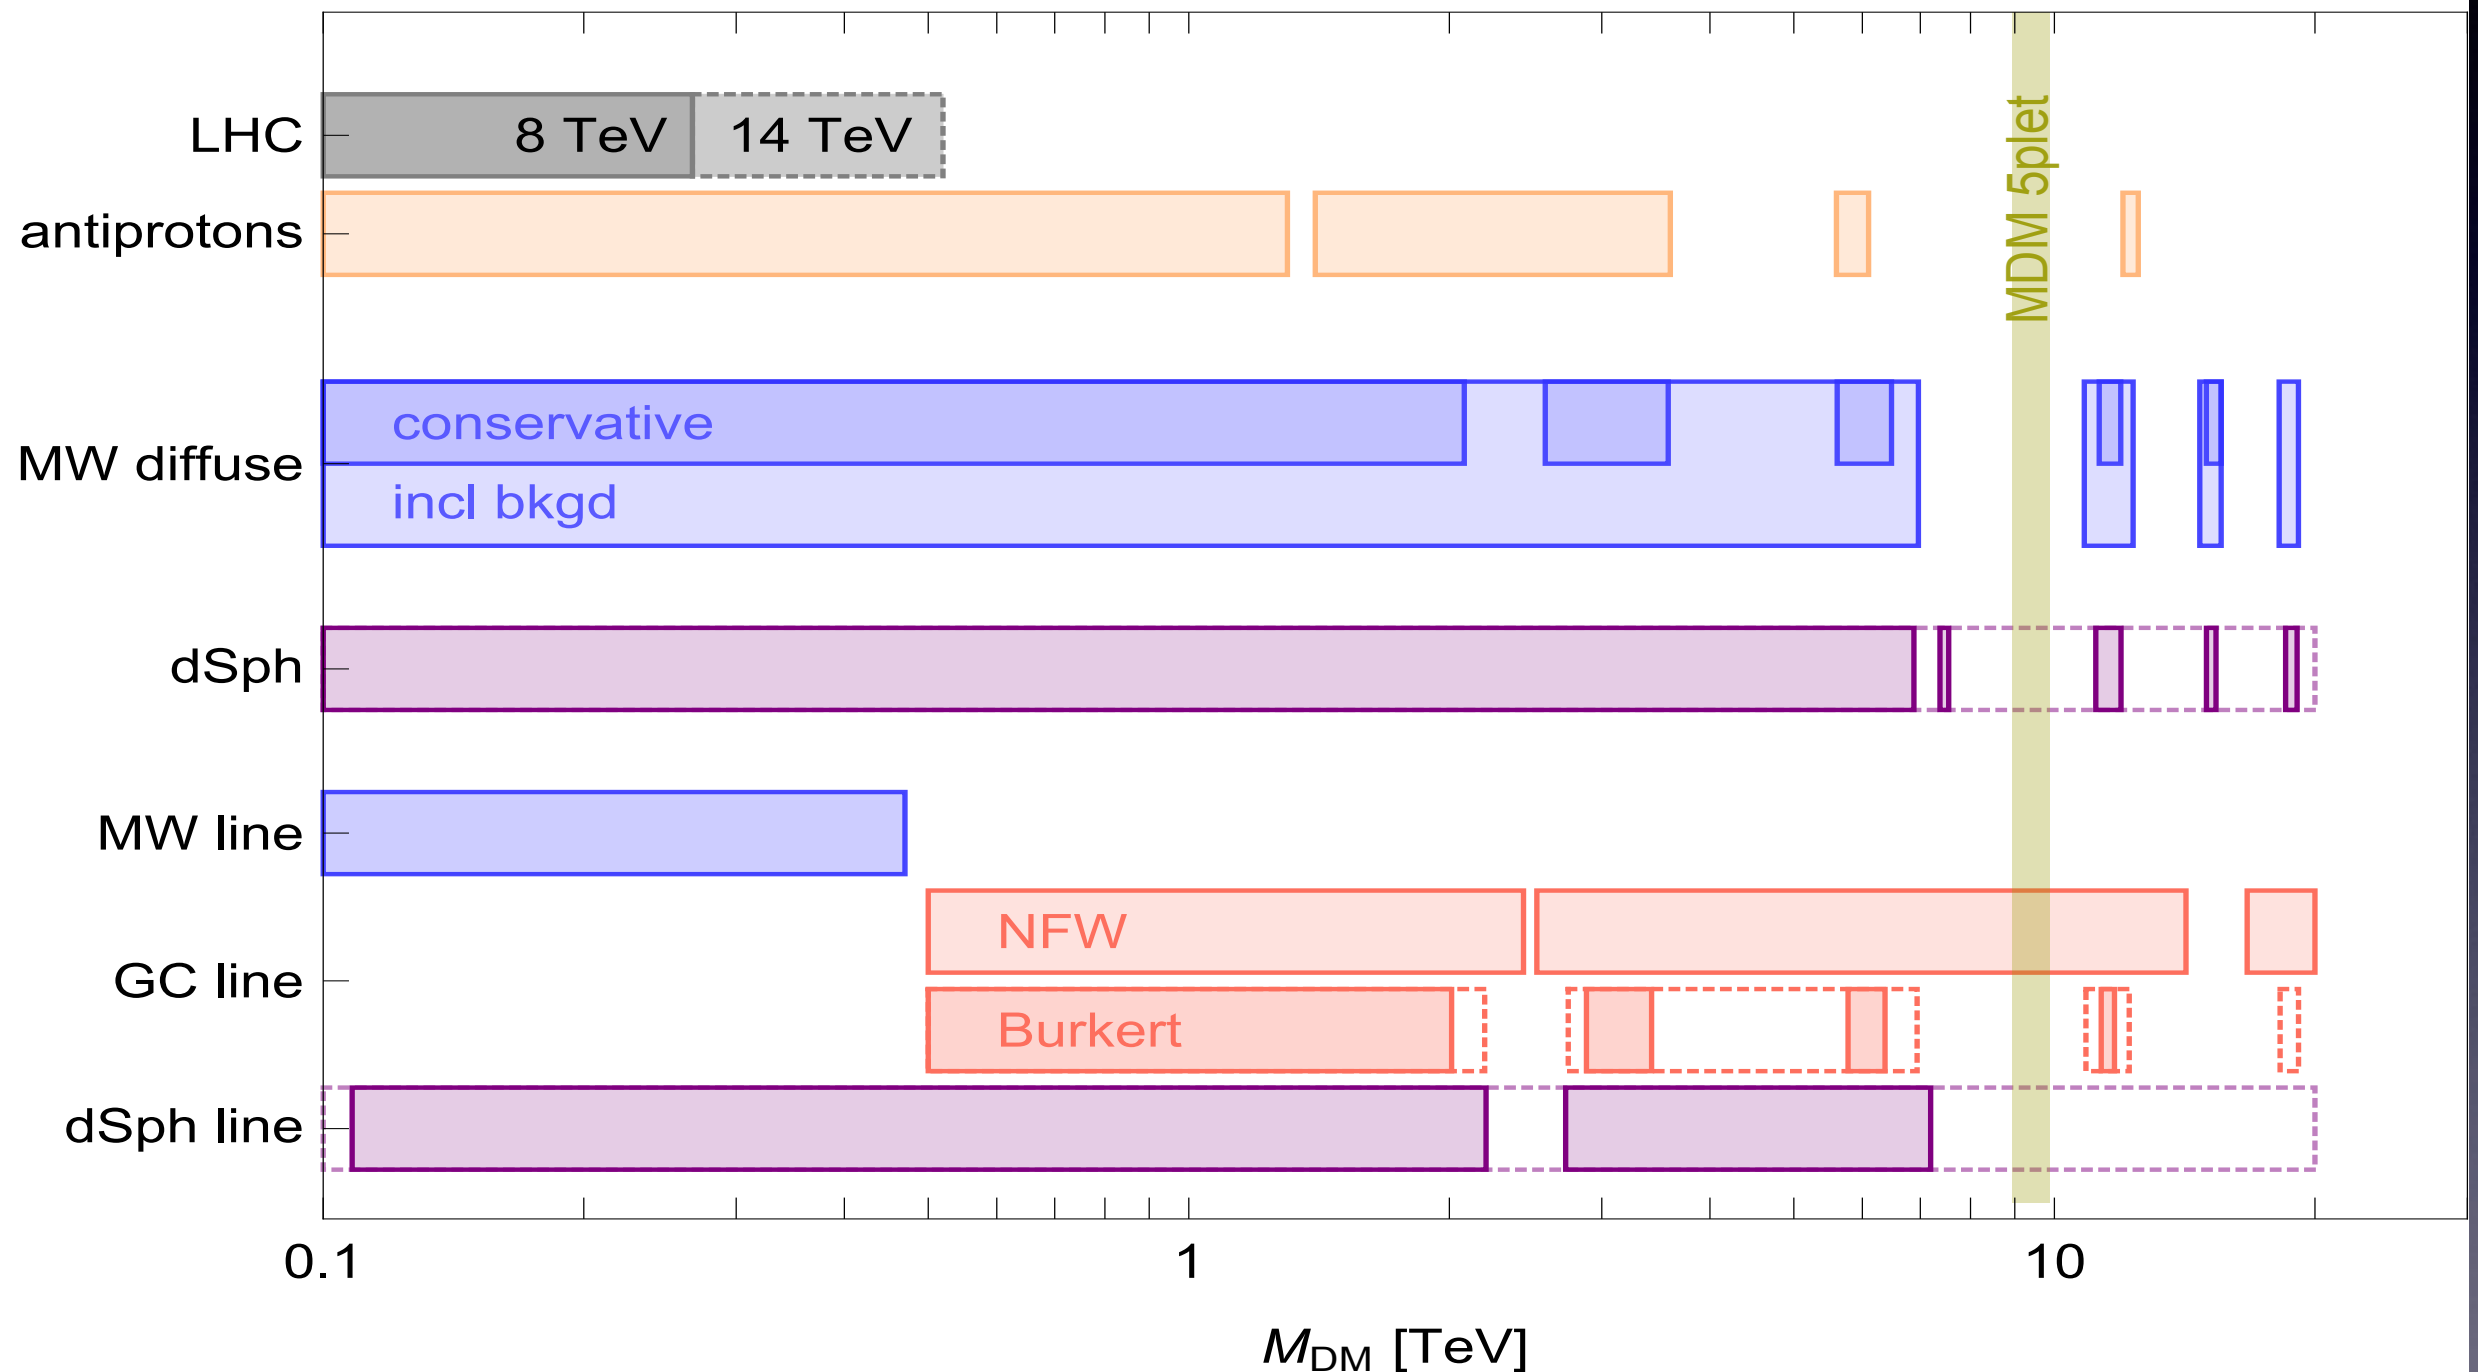 LHC
8 TeV
14 TeV
antiprotons
MDM 5plet
MW diffuse
conservative
incl bkgd
dSph
MW line
GC line
NFW
Burkert
dSph line
0.1
1
10
M_DM [TeV]